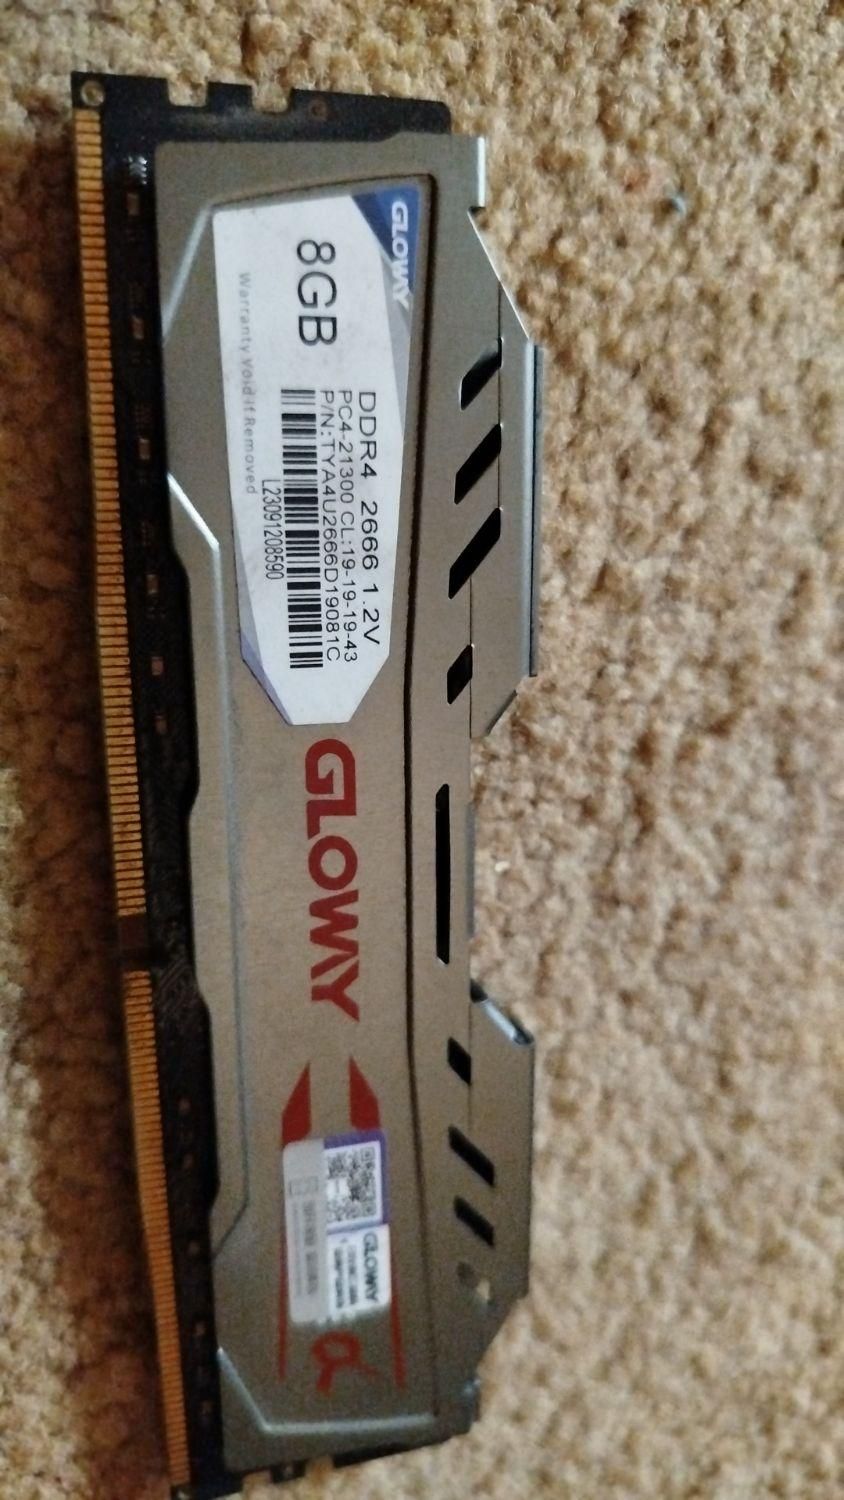 GLOWAY
8GB
DDR4 2666 1.2V
PC4-21300 CL:19-19-19-43
P/N:TYA4U2666D19081C
L23091208590
Warranty Void if Removed
GLOWAY
GLOWAY